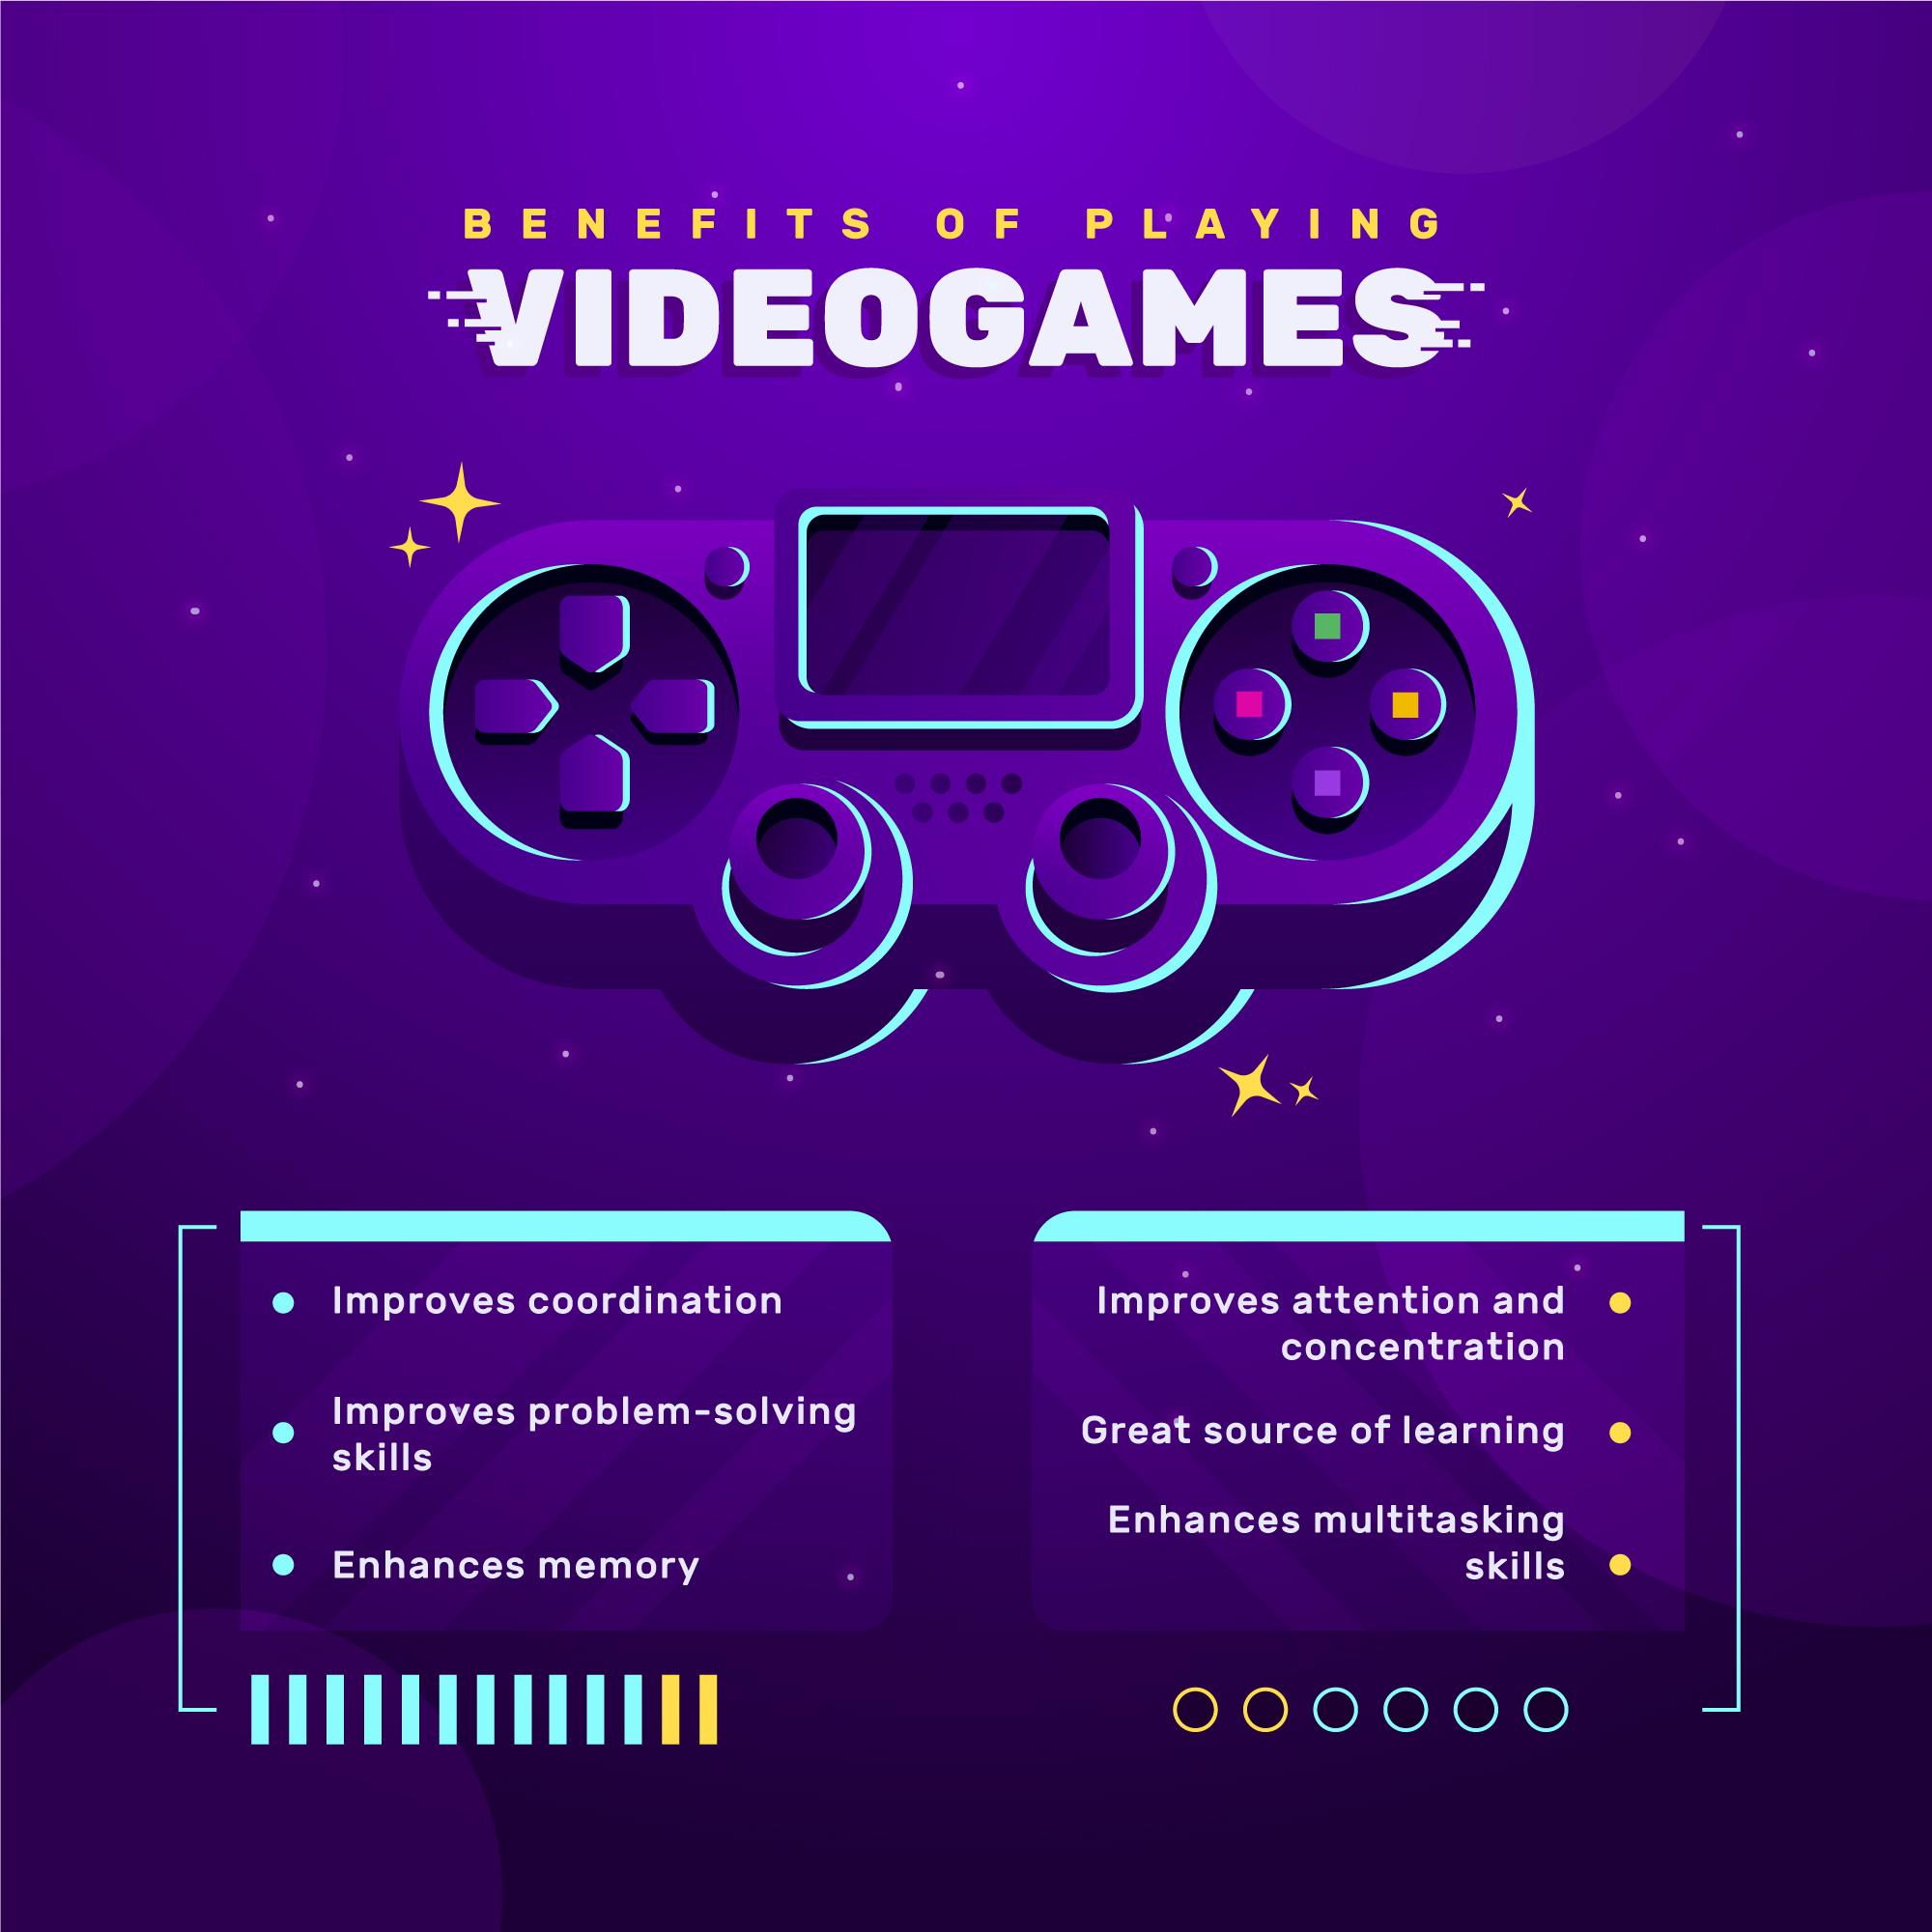 BENEFITS OF PLAYING
VIDEOGAMES
Improves coordination
Improves problem-solving
skills
Enhances memory
Improves attention and
concentration
Great source of learning
Enhances multitasking
skills